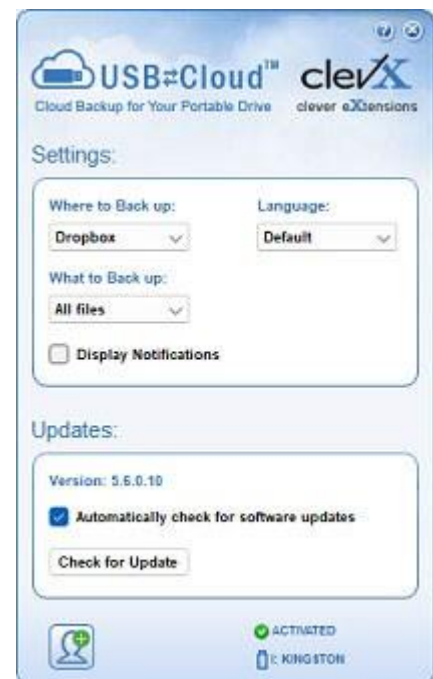 USB⇄Cloud™
clevX
Cloud Backup for Your Portable Drive
clever eXtensions
Settings:
Where to Back up:
Language:
Dropbox
Default
What to Back up:
All files
Display Notifications
Updates:
Version: 5.6.0.10
Automatically check for software updates
Check for Update
ACTIVATED
I: KINGSTON